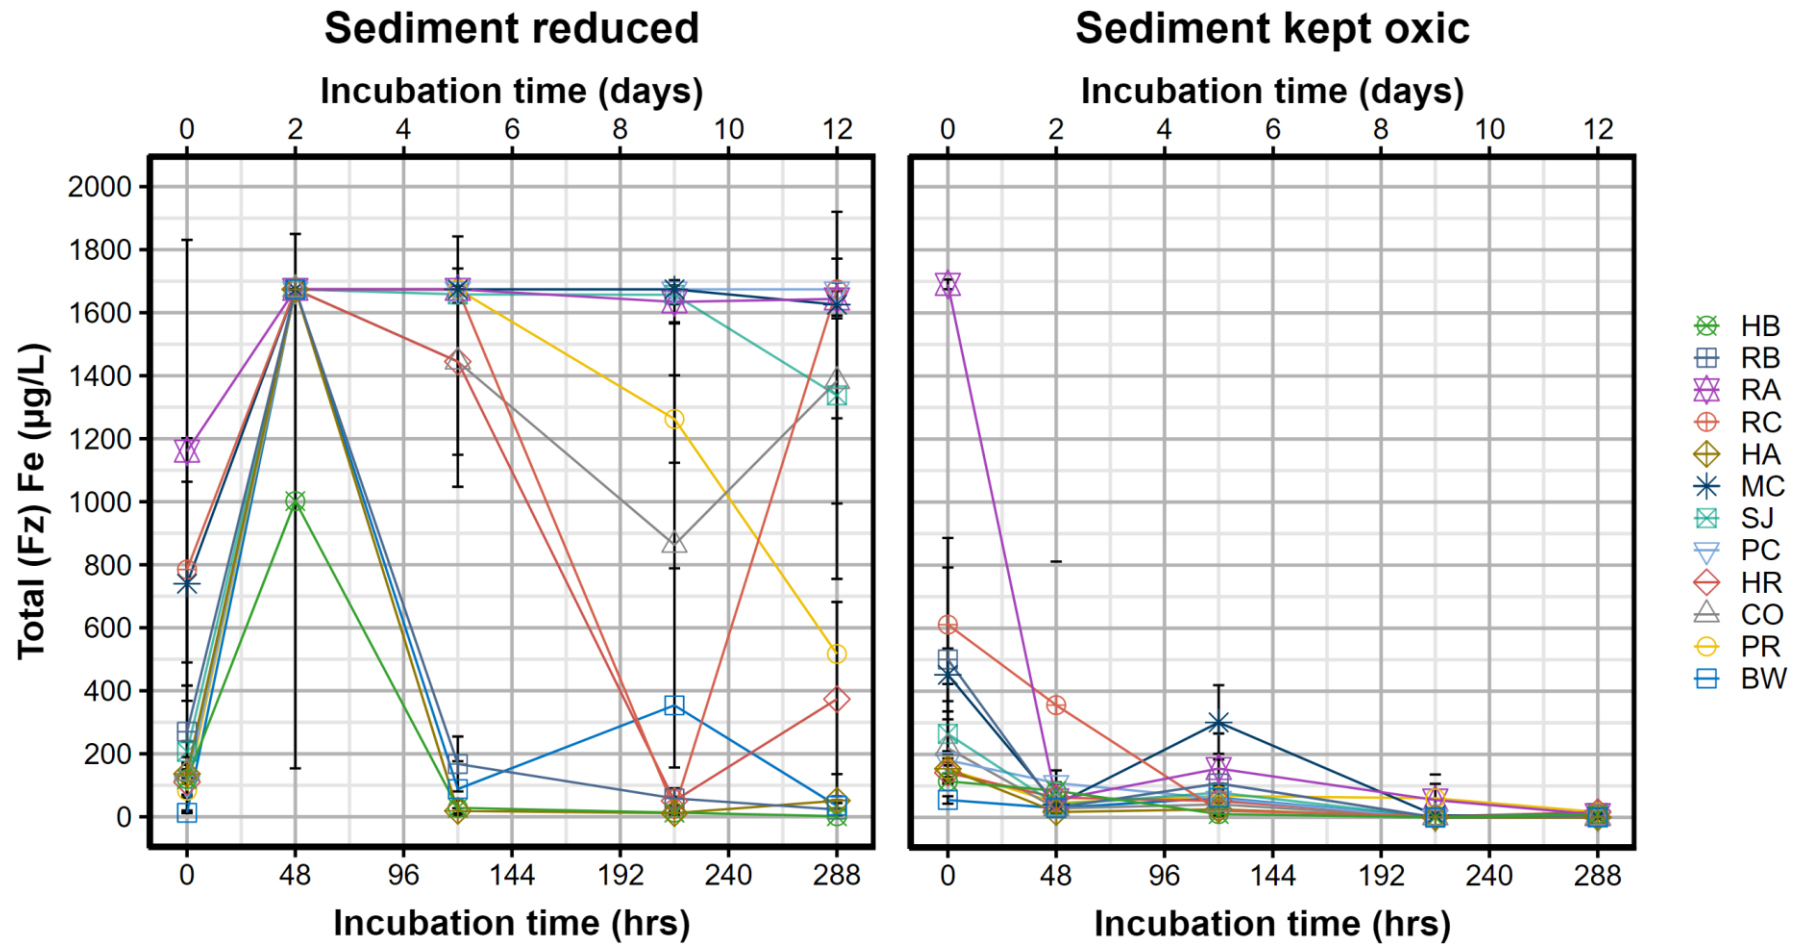 Sediment reduced
Sediment kept oxic
Incubation time (days)
Incubation time (days)
0 2 4 6 8 10 12
0 2 4 6 8 10 12
Total (Fz) Fe (µg/L)
2000
1800
1600
1400
1200
1000
800
600
400
200
0
HB
RB
RA
RC
HA
MC
SJ
PC
HR
CO
PR
BW
0 48 96 144 192 240 288
0 48 96 144 192 240 288
Incubation time (hrs)
Incubation time (hrs)